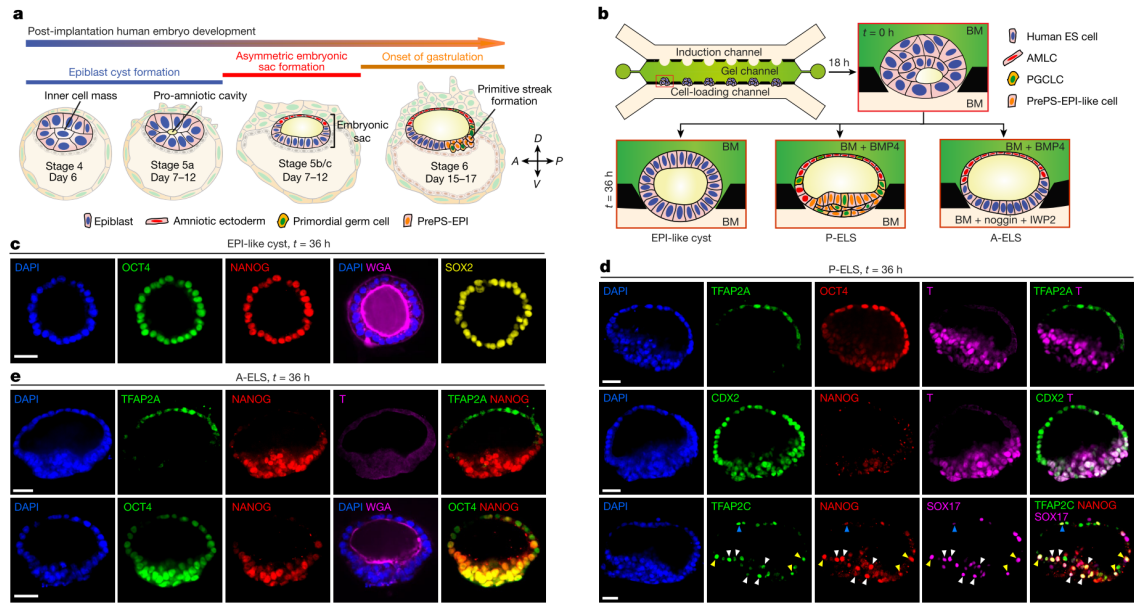 a
Post-implantation human embryo development
Epiblast cyst formation
Asymmetric embryonic
sac formation
Onset of gastrulation
Inner cell mass
Pro-amniotic cavity
Primitive streak
formation
Embryonic
sac
Stage 4
Day 6
Stage 5a
Day 7–12
Stage 5b/c
Day 7–12
Stage 6
Day 15–17
D
A
P
V
Epiblast
Amniotic ectoderm
Primordial germ cell
PrePS-EPI
b
Induction channel
Gel channel
Cell-loading channel
18 h
t = 0 h
BM
BM
Human ES cell
AMLC
PGCLC
PrePS-EPI-like cell
t = 36 h
BM
BM
EPI-like cyst
BM + BMP4
BM
P-ELS
BM + BMP4
BM + noggin + IWP2
A-ELS
c
EPI-like cyst, t = 36 h
DAPI
OCT4
NANOG
DAPI WGA
SOX2
d
P-ELS, t = 36 h
DAPI
TFAP2A
OCT4
T
TFAP2A T
DAPI
CDX2
NANOG
T
CDX2 T
DAPI
TFAP2C
NANOG
SOX17
TFAP2C NANOG
SOX17
e
A-ELS, t = 36 h
DAPI
TFAP2A
NANOG
T
TFAP2A NANOG
DAPI
OCT4
NANOG
DAPI WGA
OCT4 NANOG